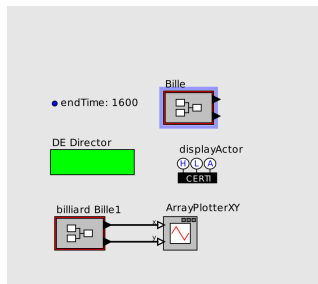 Bille
endTime: 1600
DE Director
displayActor
H L A
CERTI
billiard Bille1
ArrayPlotterXY
x
y